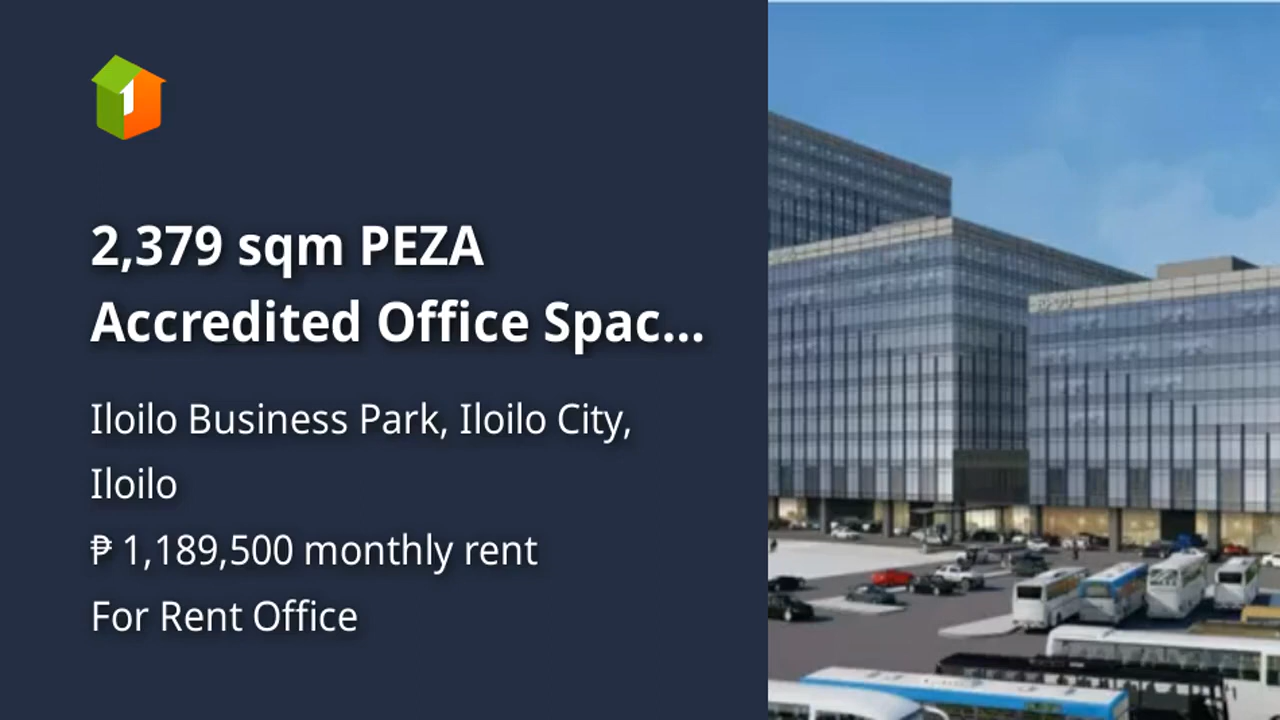 2,379 sqm PEZA
Accredited Office Spac...
Iloilo Business Park, Iloilo City,
Iloilo
₱ 1,189,500 monthly rent
For Rent Office